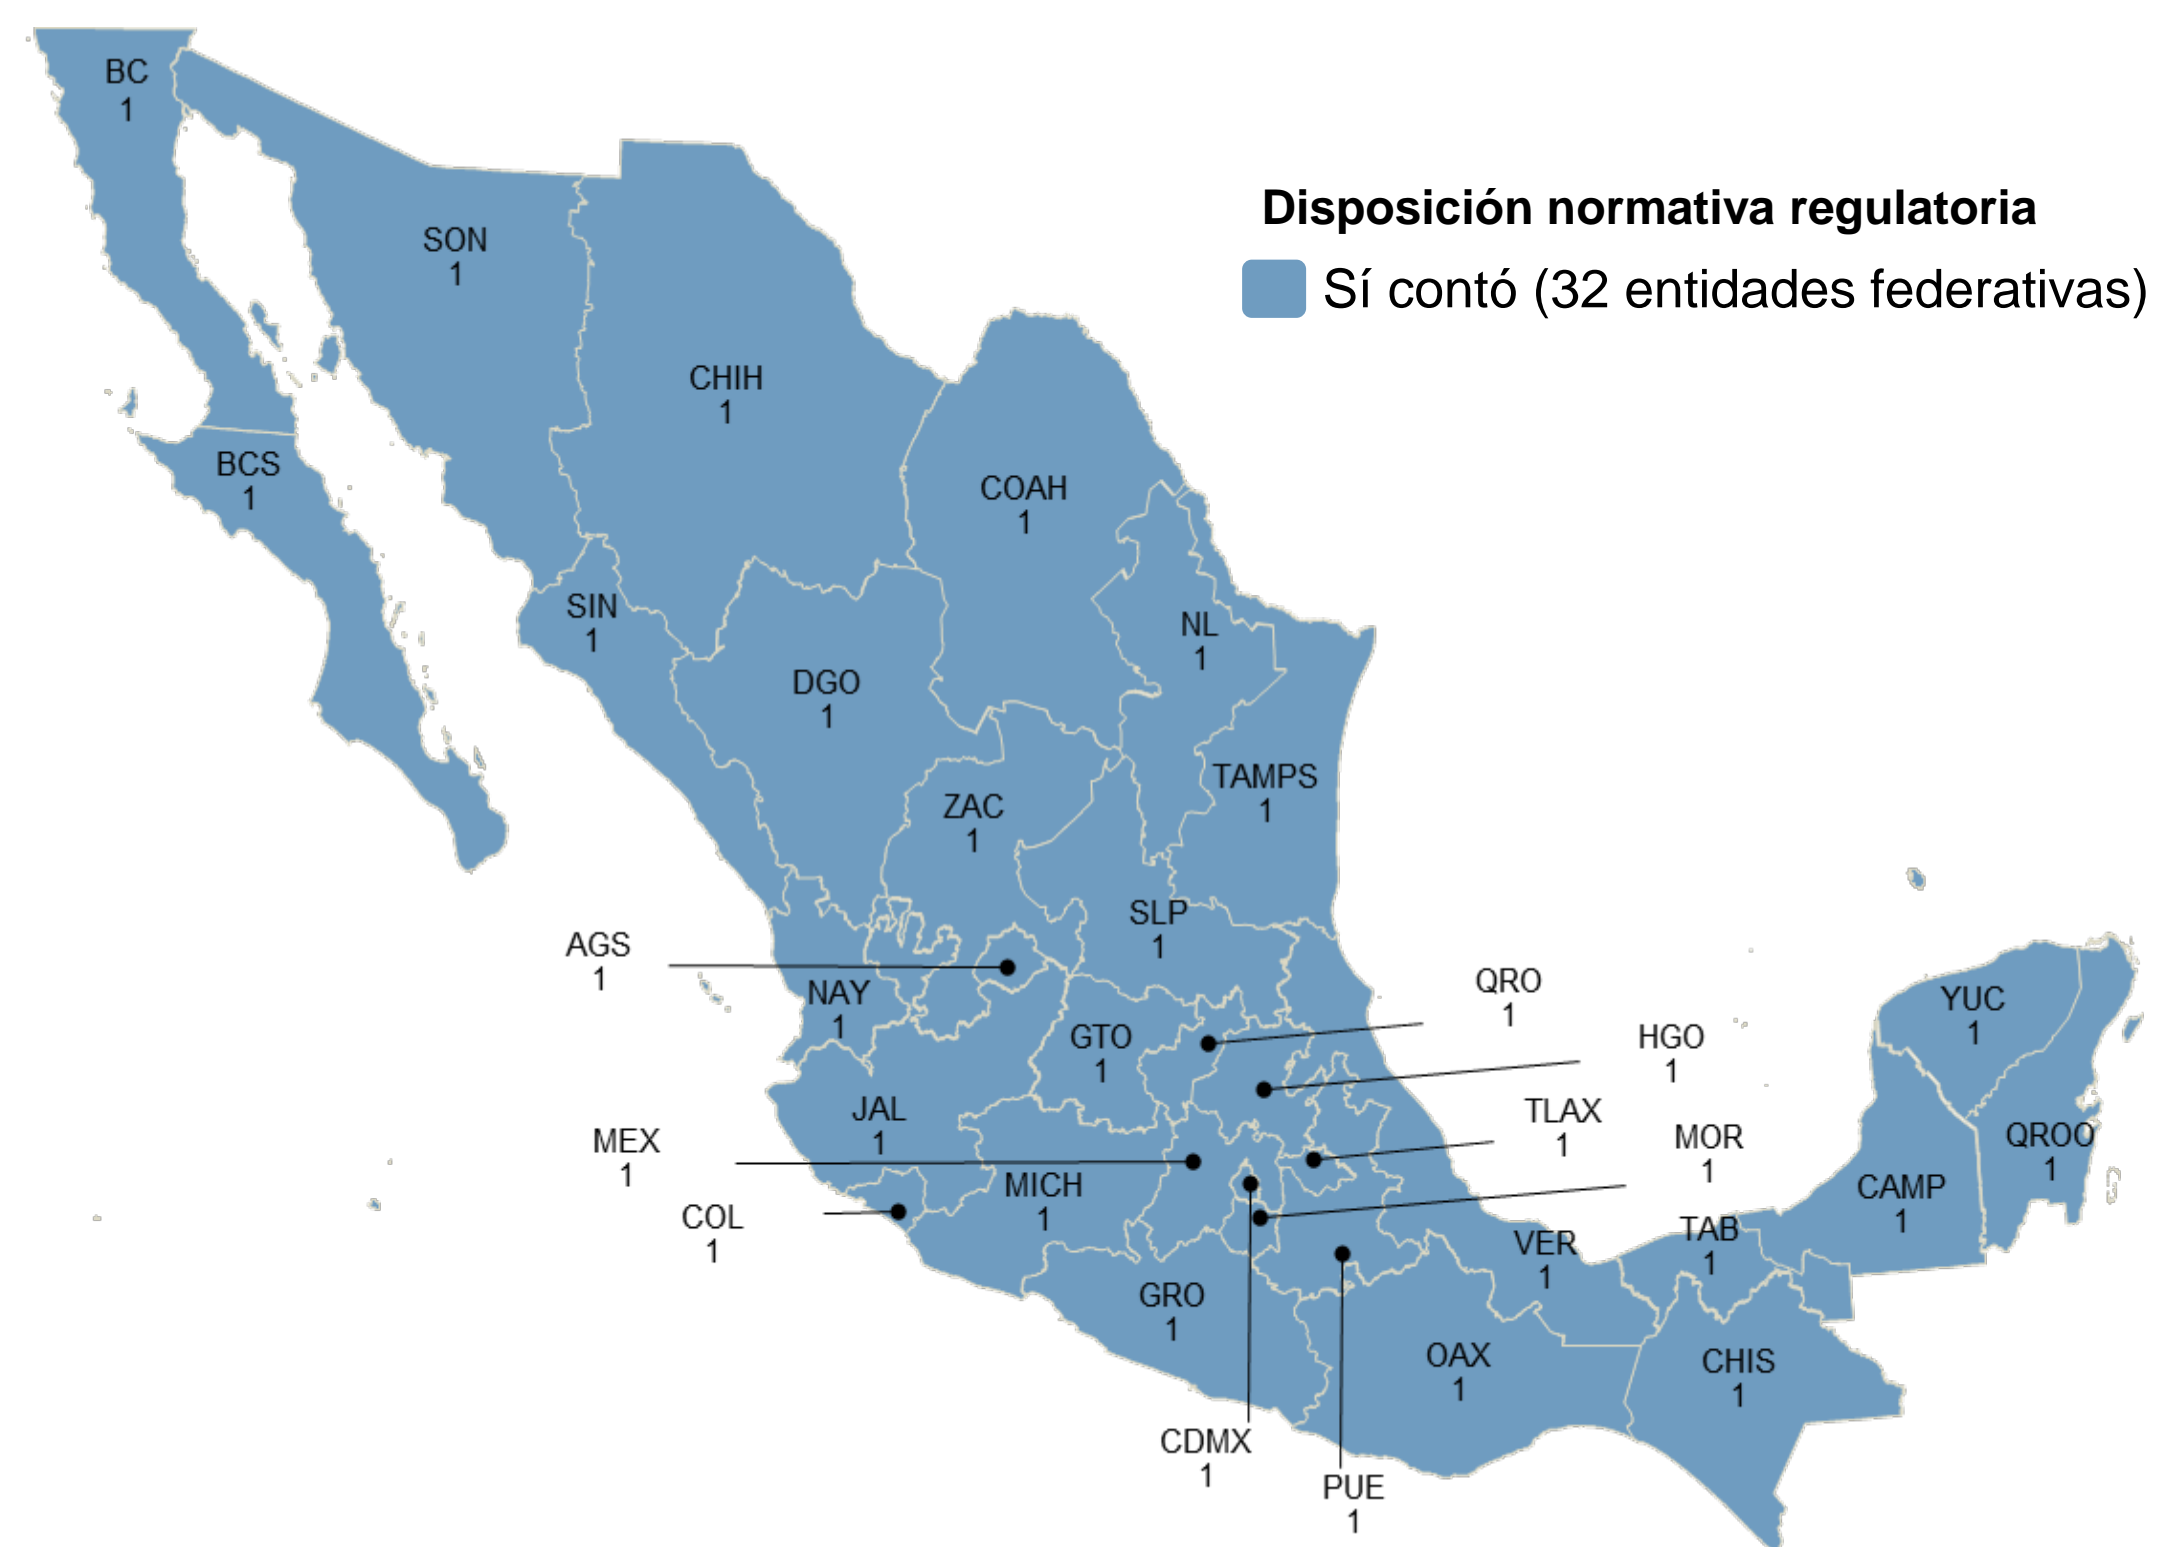 BC
1
Disposición normativa regulatoria
Sí contó (32 entidades federativas)
SON
1
CHIH
1
BCS
1
COAH
1
SIN
1
NL
1
DGO
1
TAMPS
1
ZAC
1
SLP
1
AGS
1
NAY
1
GTO
1
QRO
1
HGO
1
YUC
1
JAL
1
MEX
1
TLAX
1
MOR
1
QROO
1
COL
1
MICH
1
CAMP
1
VER
1
TAB
1
GRO
1
OAX
1
CHIS
1
CDMX
1
PUE
1